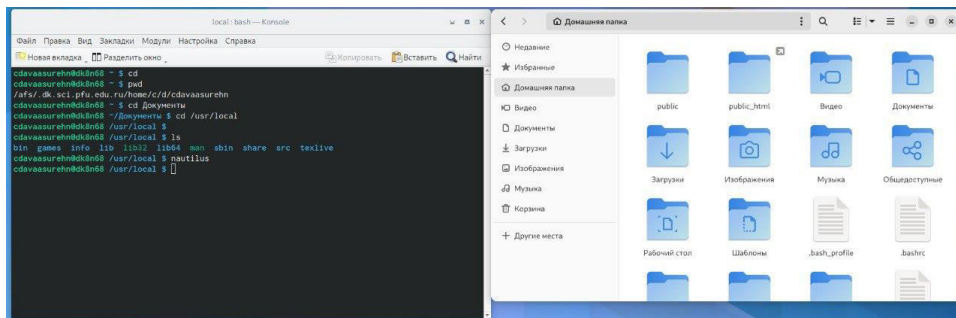 local : bash — Konsole
Файл Правка Вид Закладки Модули Настройка Справка
Новая вкладка Разделить окно Копировать Вставить Найти
cdavaasurehn@dk8n68 ~ $ cd
cdavaasurehn@dk8n68 ~ $ pwd
/afs/.dk.sci.pfu.edu.ru/home/c/d/cdavaasurehn
cdavaasurehn@dk8n68 ~ $ cd Документы
cdavaasurehn@dk8n68 ~/Документы $ cd /usr/local
cdavaasurehn@dk8n68 /usr/local $
cdavaasurehn@dk8n68 /usr/local $ ls
bin games info lib lib32 lib64 man sbin share src texlive
cdavaasurehn@dk8n68 /usr/local $ nautilus
cdavaasurehn@dk8n68 /usr/local $
Домашняя папка
Недавние
Избранные
Домашняя папка
Видео
Документы
Загрузки
Изображения
Музыка
Корзина
Другие места
public public_html Видео Документы
Загрузки Изображения Музыка Общедоступные
Рабочий стол Шаблоны .bash_profile .bashrc